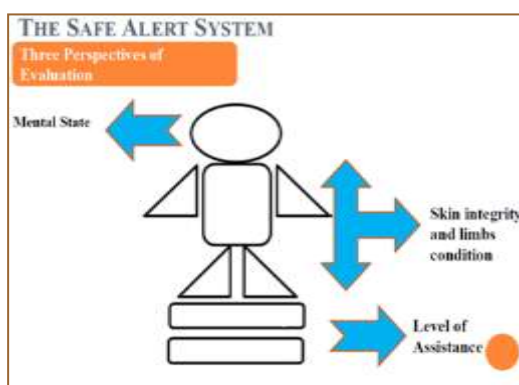 THE SAFE ALERT SYSTEM
Three Perspectives of
Evaluation
Mental State
Skin integrity
and limbs
condition
Level of
Assistance